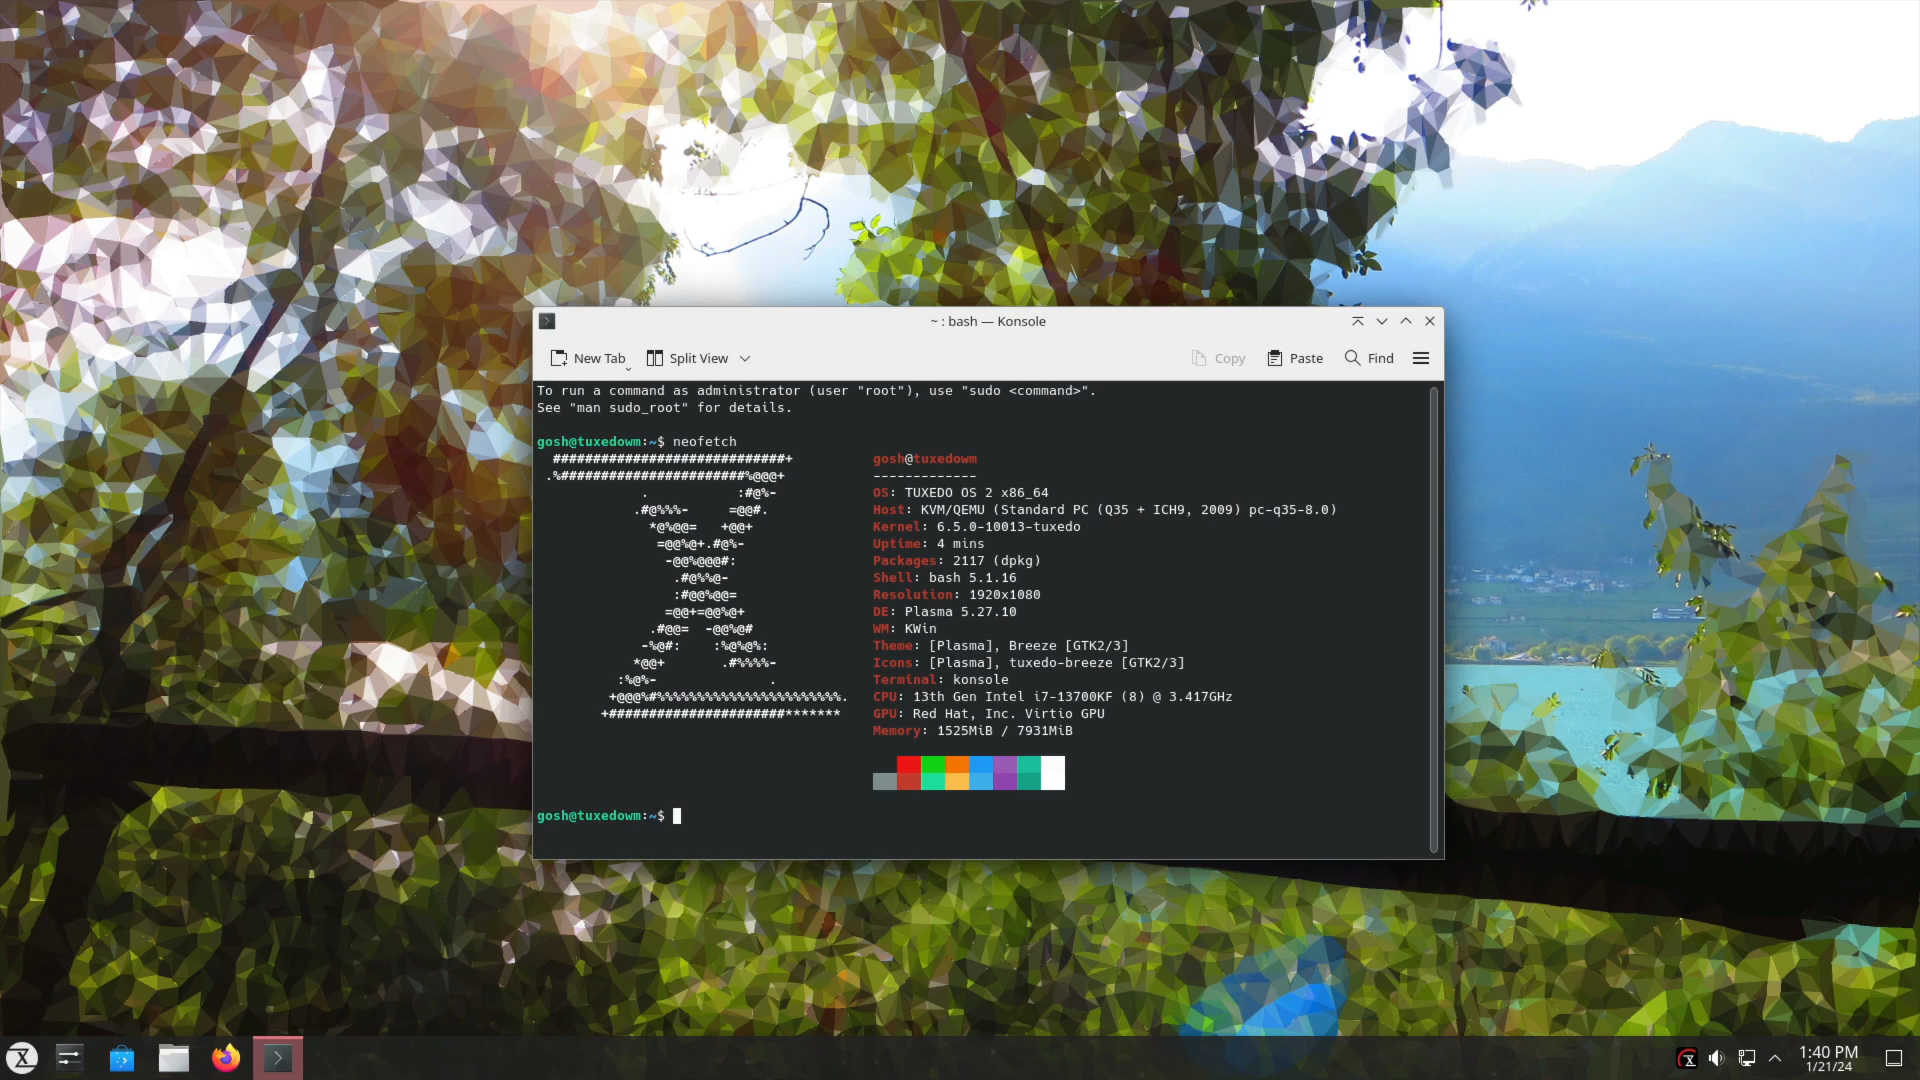 ~ : bash — Konsole
New Tab Split View Copy Paste Find
To run a command as administrator (user "root"), use "sudo <command>".
See "man sudo_root" for details.
gosh@tuxedowm:~$ neofetch
############################+ gosh@tuxedowm
.%######################%@@@+ -------------
. :#@%- OS: TUXEDO OS 2 x86_64
.#@%%%- =@@#. Host: KVM/QEMU (Standard PC (Q35 + ICH9, 2009) pc-q35-8.0)
*@%@@= +@@+ Kernel: 6.5.0-10013-tuxedo
=@@%@+.#@%- Uptime: 4 mins
-@@%@@@#: Packages: 2117 (dpkg)
.#@%%@- Shell: bash 5.1.16
:#@@%@@= Resolution: 1920x1080
=@@+=@@%@+ DE: Plasma 5.27.10
.#@@= -@@%@# WM: KWin
-%@#: :%@%@%: Theme: [Plasma], Breeze [GTK2/3]
*@@+ .#%%%%- Icons: [Plasma], tuxedo-breeze [GTK2/3]
:%@%- . Terminal: konsole
+@@@%#%%%%%%%%%%%%%%%%%%%%%%%. CPU: 13th Gen Intel i7-13700KF (8) @ 3.417GHz
+######################******* GPU: Red Hat, Inc. Virtio GPU
Memory: 1525MiB / 7931MiB
gosh@tuxedowm:~$
1:40 PM
1/21/24